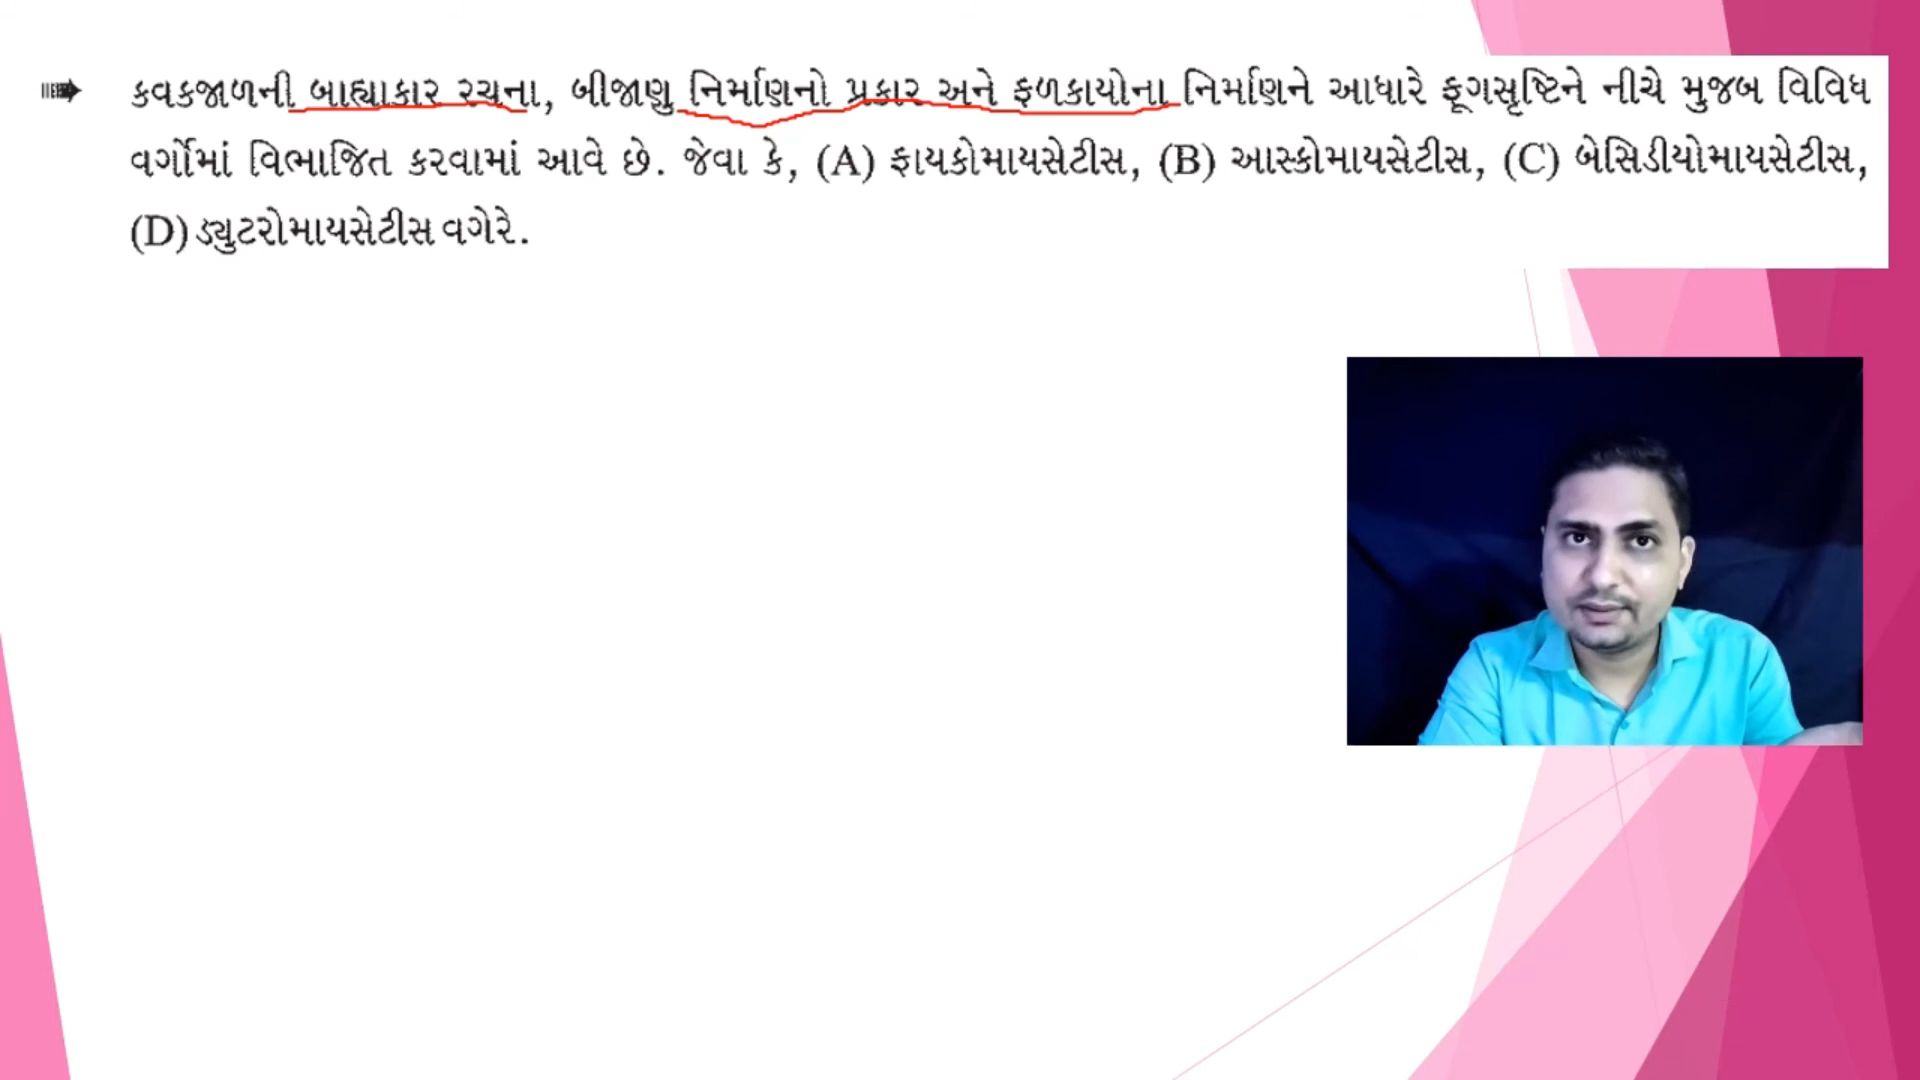 કવકજાળની બાહ્યાકાર રચના, બીજાણુ નિર્માણનો પ્રકાર અને ફળકાયોના નિર્માણને આધારે ફૂગસૃષ્ટિને નીચે મુજબ વિવિધ
વર્ગોમાં વિભાજિત કરવામાં આવે છે. જેવા કે, (A) ફાયકોમાયસેટીસ, (B) આસ્કોમાયસેટીસ, (C) બેસિડીયોમાયસેટીસ,
(D) ડ્યુટરોમાયસેટીસ વગેરે.